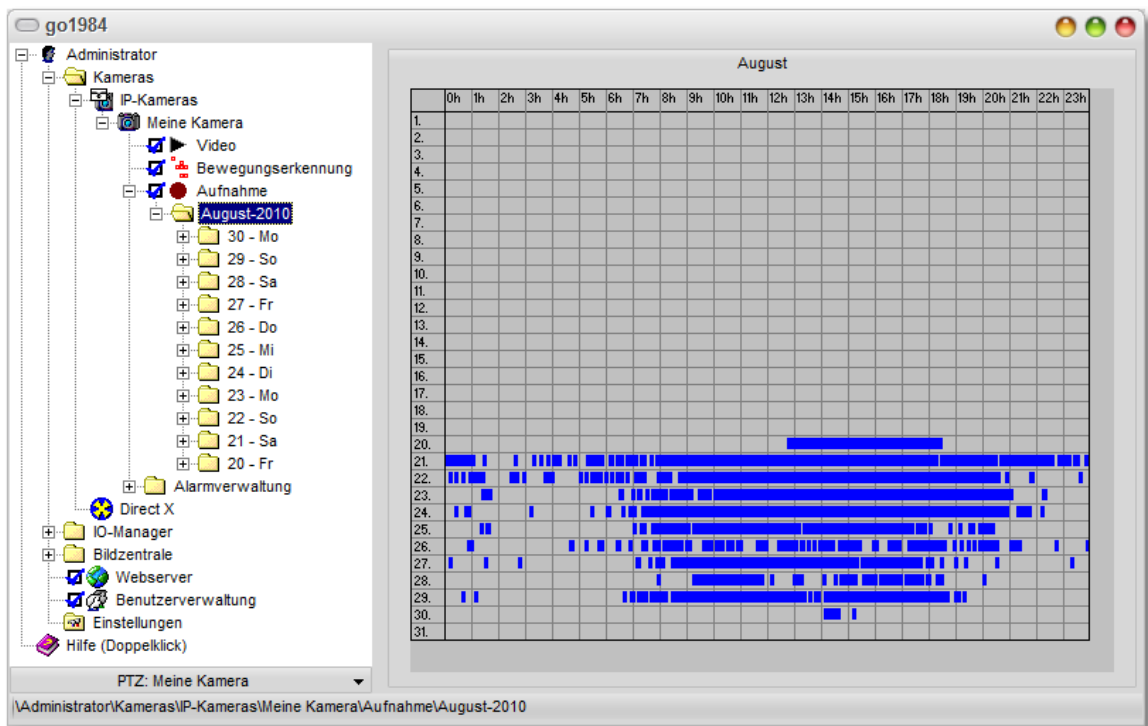 go1984
Administrator
Kameras
IP-Kameras
Meine Kamera
Video
Bewegungserkennung
Aufnahme
August-2010
30 - Mo
29 - So
28 - Sa
27 - Fr
26 - Do
25 - Mi
24 - Di
23 - Mo
22 - So
21 - Sa
20 - Fr
Alarmverwaltung
Direct X
IO-Manager
Bildzentrale
Webserver
Benutzerverwaltung
Einstellungen
Hilfe (Doppelklick)
PTZ: Meine Kamera
August
0h 1h 2h 3h 4h 5h 6h 7h 8h 9h 10h 11h 12h 13h 14h 15h 16h 17h 18h 19h 20h 21h 22h 23h
1.
2.
3.
4.
5.
6.
7.
8.
9.
10.
11.
12.
13.
14.
15.
16.
17.
18.
19.
20.
21.
22.
23.
24.
25.
26.
27.
28.
29.
30.
31.
\Administrator\Kameras\IP-Kameras\Meine Kamera\Aufnahme\August-2010